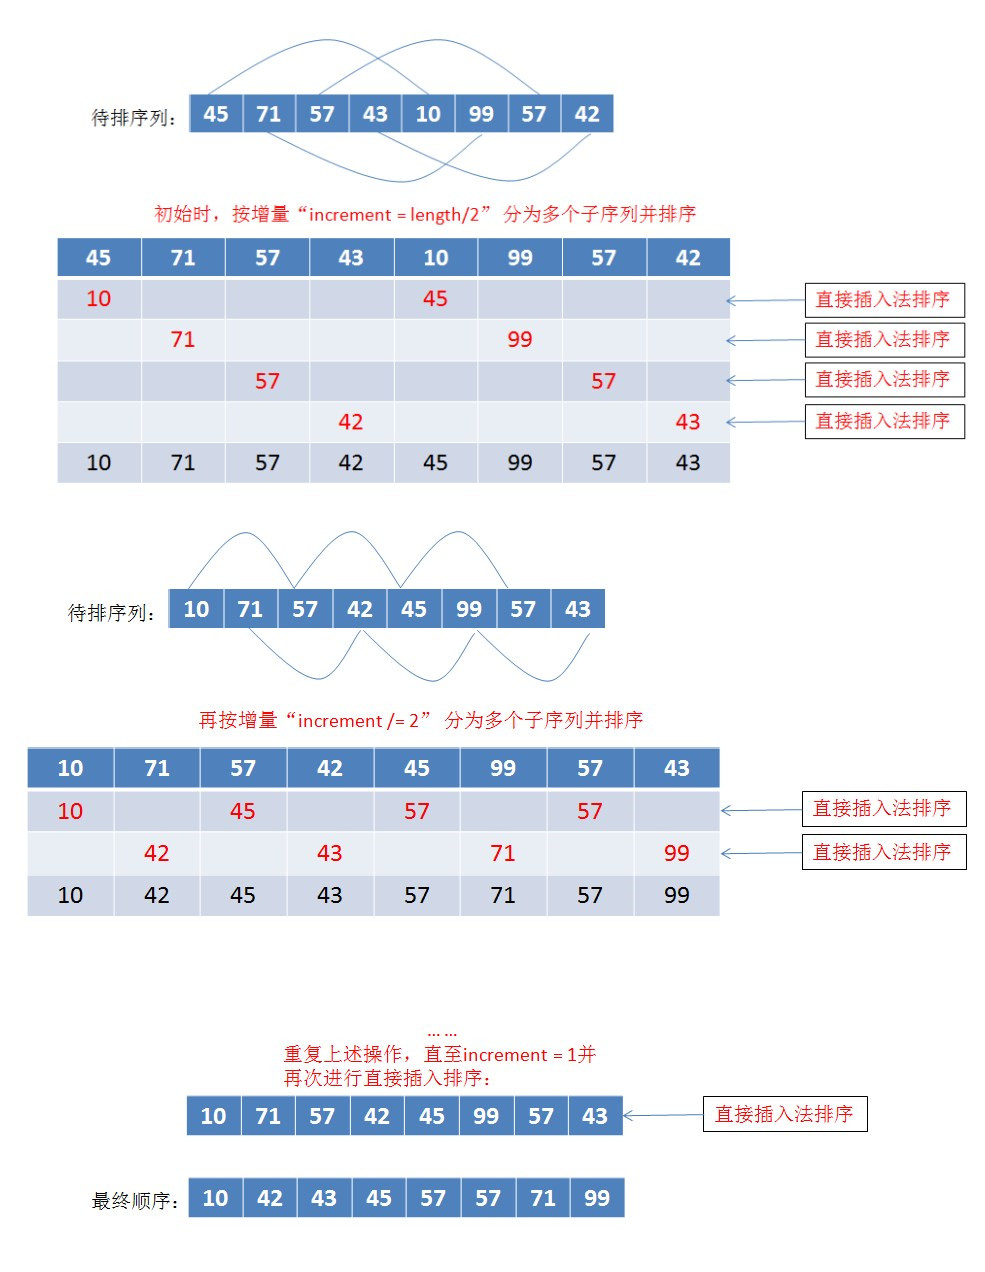 待排序列： 45 71 57 43 10 99 57 42
初始时，按增量“increment = length/2” 分为多个子序列并排序
45 71 57 43 10 99 57 42
10 45 直接插入法排序
71 99 直接插入法排序
57 57 直接插入法排序
42 43 直接插入法排序
10 71 57 42 45 99 57 43
待排序列： 10 71 57 42 45 99 57 43
再按增量“increment /= 2” 分为多个子序列并排序
10 71 57 42 45 99 57 43
10 45 57 57 直接插入法排序
42 43 71 99 直接插入法排序
10 42 45 43 57 71 57 99
... ...
重复上述操作，直至increment = 1并
再次进行直接插入排序：
10 71 57 42 45 99 57 43 直接插入法排序
最终顺序： 10 42 43 45 57 57 71 99